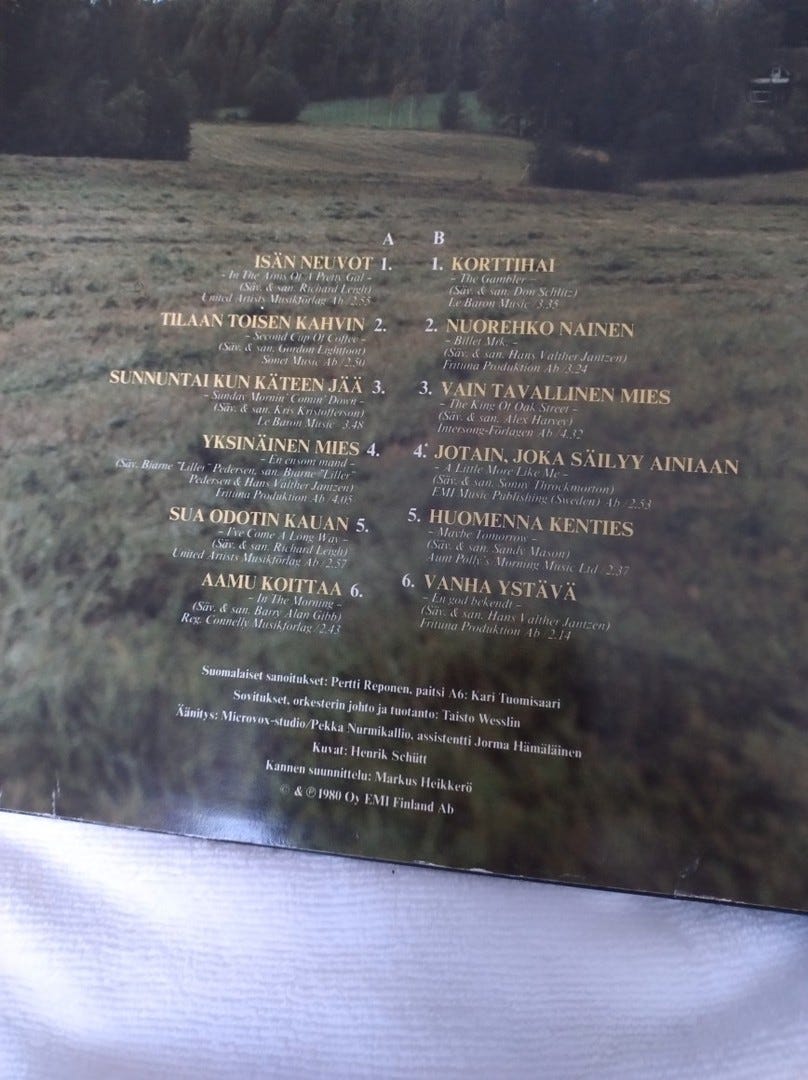 A
ISÄN NEUVOT 1.
– In The Arms Of A Pretty Gal –
(Säv. & san. Richard Leigh)
United Artists Musikförlag Ab / 2.55
TILAAN TOISEN KAHVIN 2.
– Second Cup Of Coffee –
(Säv. & san. Gordon Lightfoot)
Sonet Music Ab / 2.50
SUNNUNTAI KUN KÄTEEN JÄÄ 3.
– Sunday Mornin' Comin' Down –
(Säv. & san. Kris Kristofferson)
Le Baron Music 3.48
YKSINÄINEN MIES 4.
– En ensom mand –
(Säv. Bjarne "Liller" Pedersen, san. Bjarne "Liller"
Pedersen & Hans Valther Jantzen)
Frituna Produktion Ab / 4.05
SUA ODOTIN KAUAN 5.
– I've Come A Long Way –
(Säv. & san. Richard Leigh)
United Artists Musikförlag Ab / 2.57
AAMU KOITTAA 6.
– In The Morning –
(Säv. & san. Barry Alan Gibb)
Reg. Connelly Musikförlag / 2.43
B
1. KORTTIHAI
– The Gambler –
(Säv. & san. Don Schlitz)
Le Baron Music 3.35
2. NUOREHKO NAINEN
– Billet Mrk. –
(Säv. & san. Hans Valther Jantzen)
Frituna Produktion Ab / 3.24
3. VAIN TAVALLINEN MIES
– The King Of Oak Street –
(Säv. & san. Alex Harvey)
Intersong-Förlagen Ab / 4.32
4. JOTAIN, JOKA SÄILYY AINIAAN
– A Little More Like Me –
(Säv. & san. Sonny Throckmorton)
EMI Music Publishing (Sweden) Ab / 2.53
5. HUOMENNA KENTIES
– Maybe Tomorrow –
(Säv. & san. Sandy Mason)
Aunt Polly's Morning Music Ltd / 2.37
6. VANHA YSTÄVÄ
– En god bekendt –
(Säv. & san. Hans Valther Jantzen)
Frituna Produktion Ab / 2.14
Suomalaiset sanoitukset: Pertti Reponen, paitsi A6: Kari Tuomisaari
Sovitukset, orkesterin johto ja tuotanto: Taisto Wesslin
Äänitys: Microvox-studio/Pekka Nurmikallio, assistentti Jorma Hämäläinen
Kuvat: Henrik Schütt
Kannen suunnittelu: Markus Heikkerö
© & ℗ 1980 Oy EMI Finland Ab